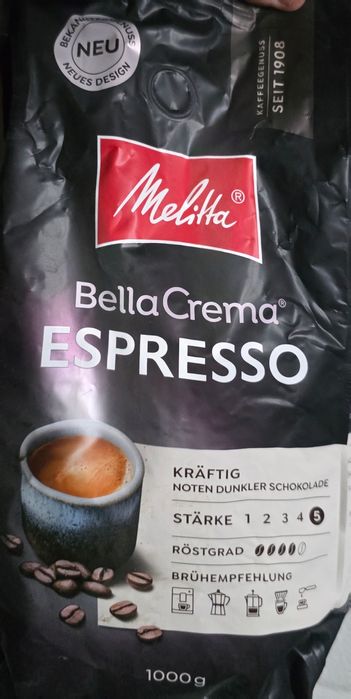 BEKANNTER GENUSS
NEU
NEUES DESIGN
KAFFEEGENUSS
SEIT 1908
Melitta®
BellaCrema®
ESPRESSO
KRÄFTIG
NOTEN DUNKLER SCHOKOLADE
STÄRKE 1 2 3 4 5
RÖSTGRAD
BRÜHEMPFEHLUNG
1000 g